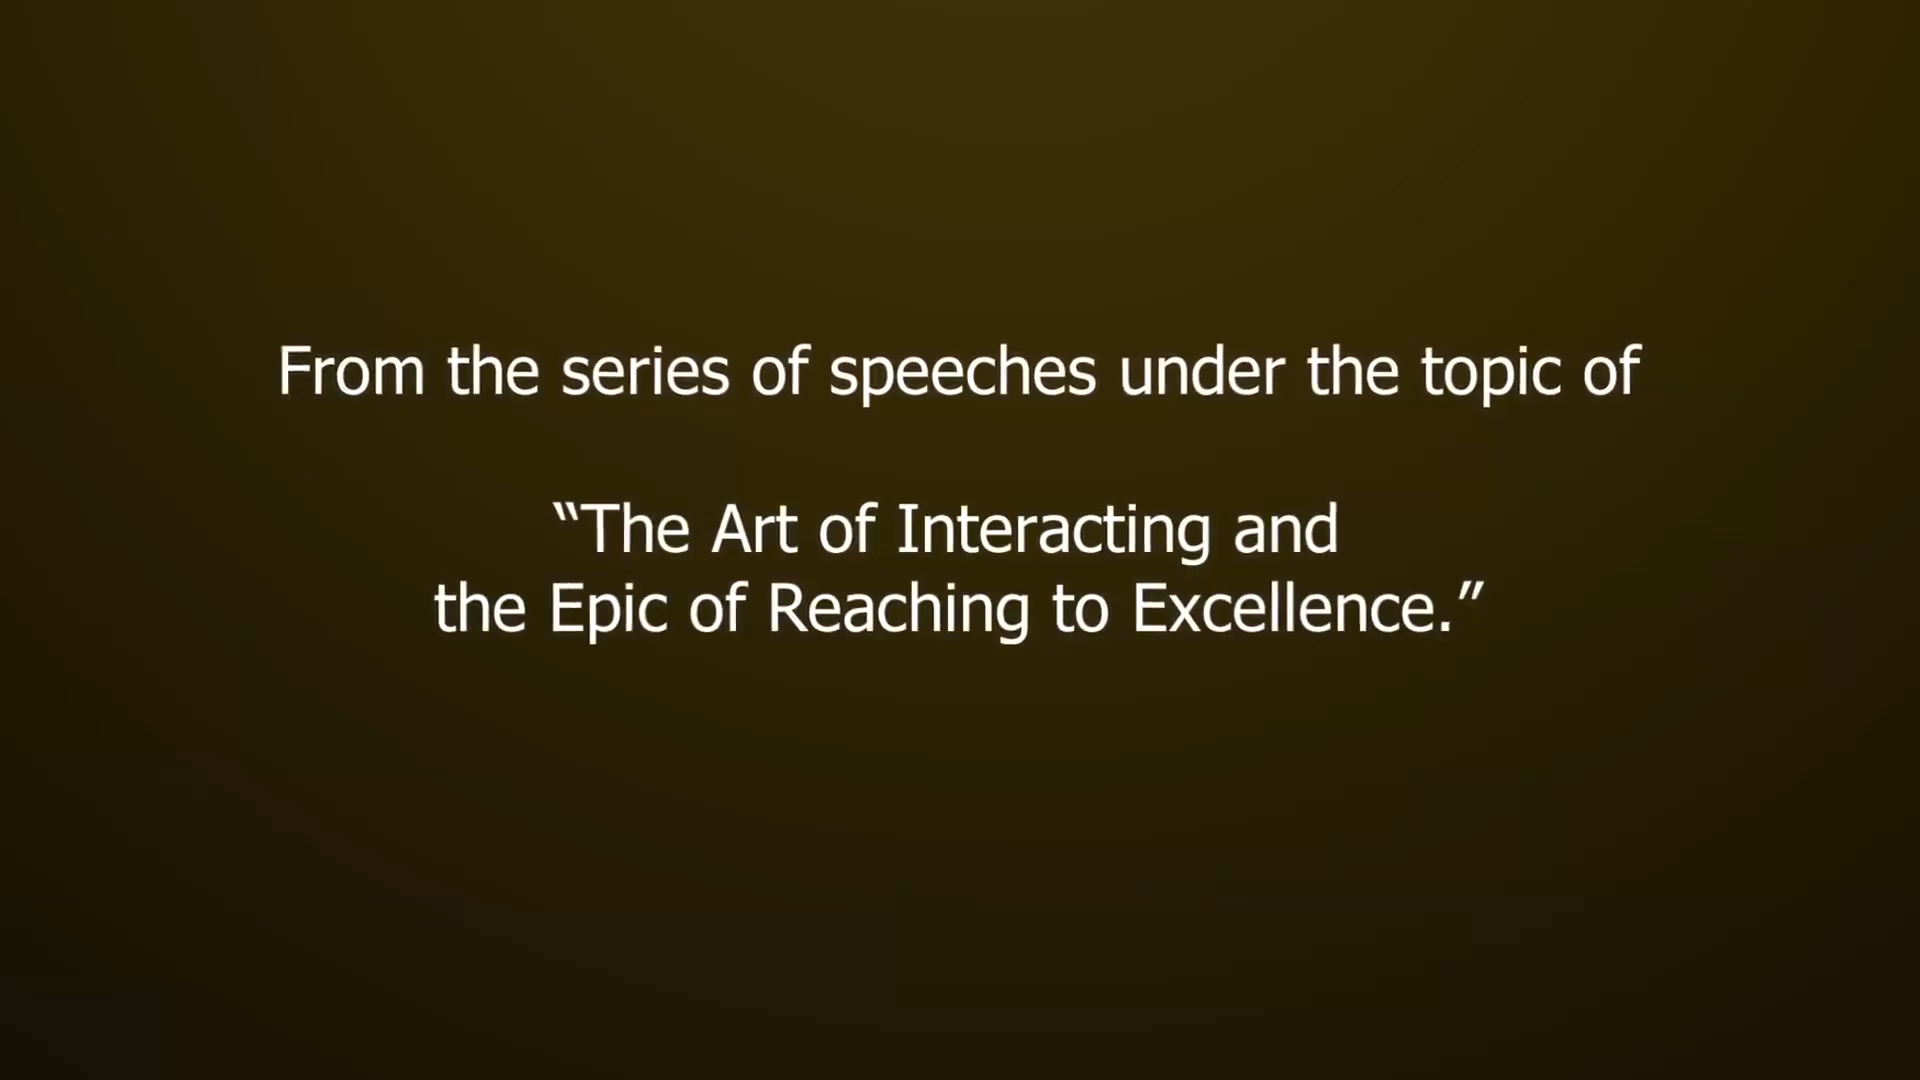 From the series of speeches under the topic of
“The Art of Interacting and
the Epic of Reaching to Excellence.”